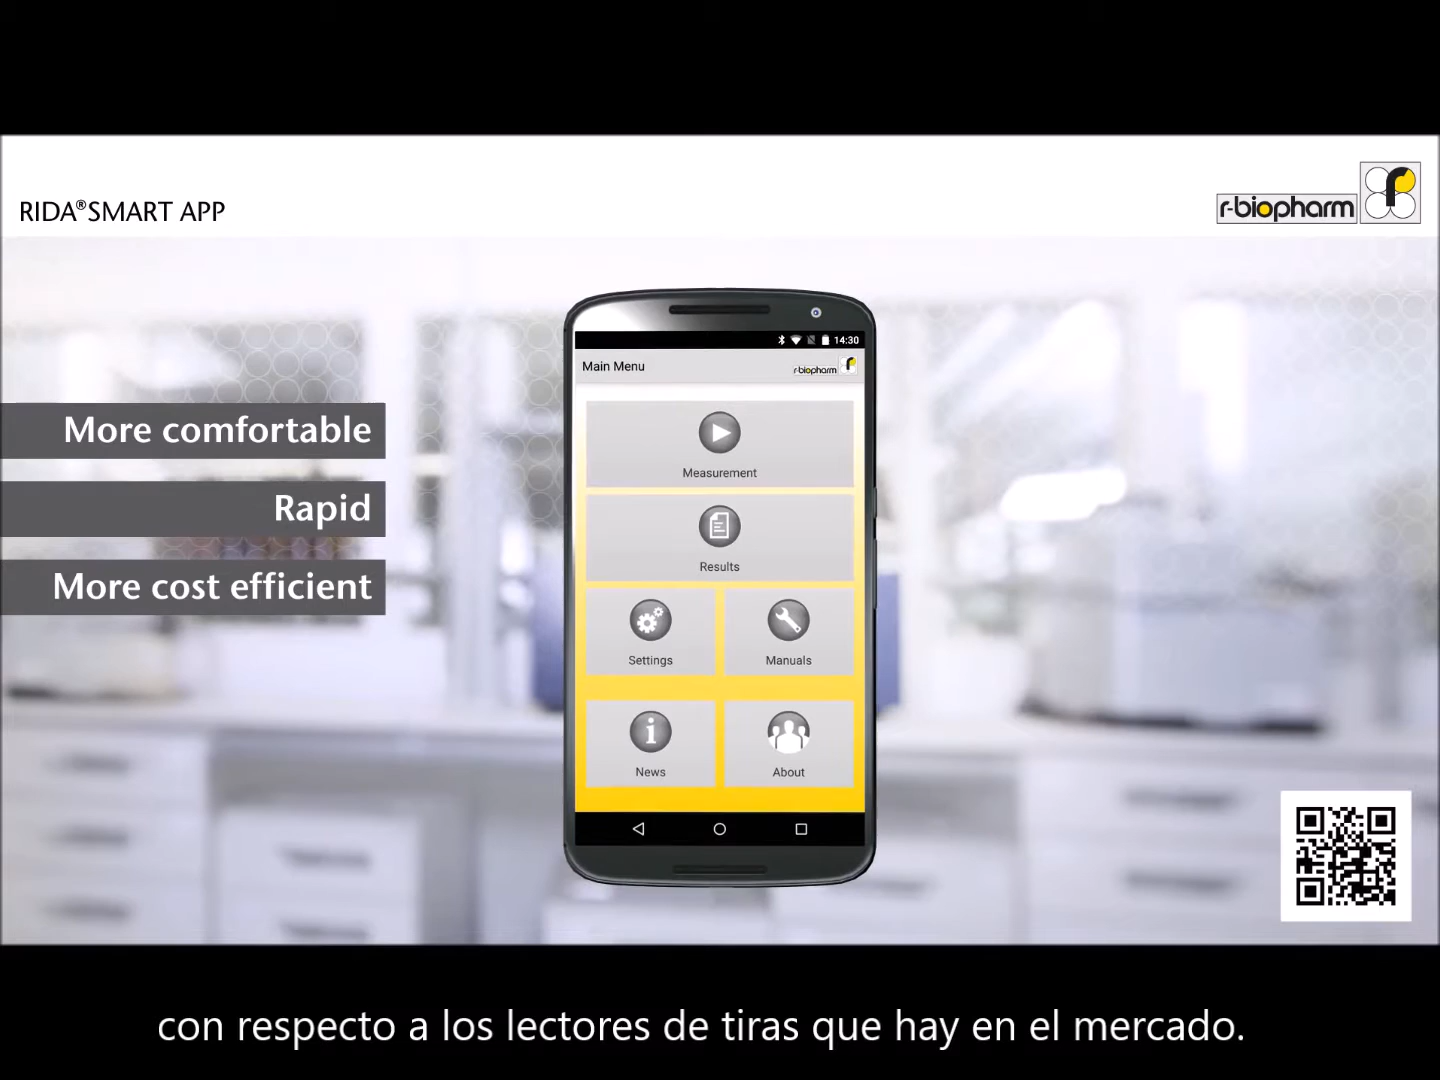 RIDA®SMART APP
r-biopharm
r
14:30
Main Menu
r-biopharm
r
More comfortable
Rapid
More cost efficient
Measurement
Results
Settings
Manuals
News
About
con respecto a los lectores de tiras que hay en el mercado.